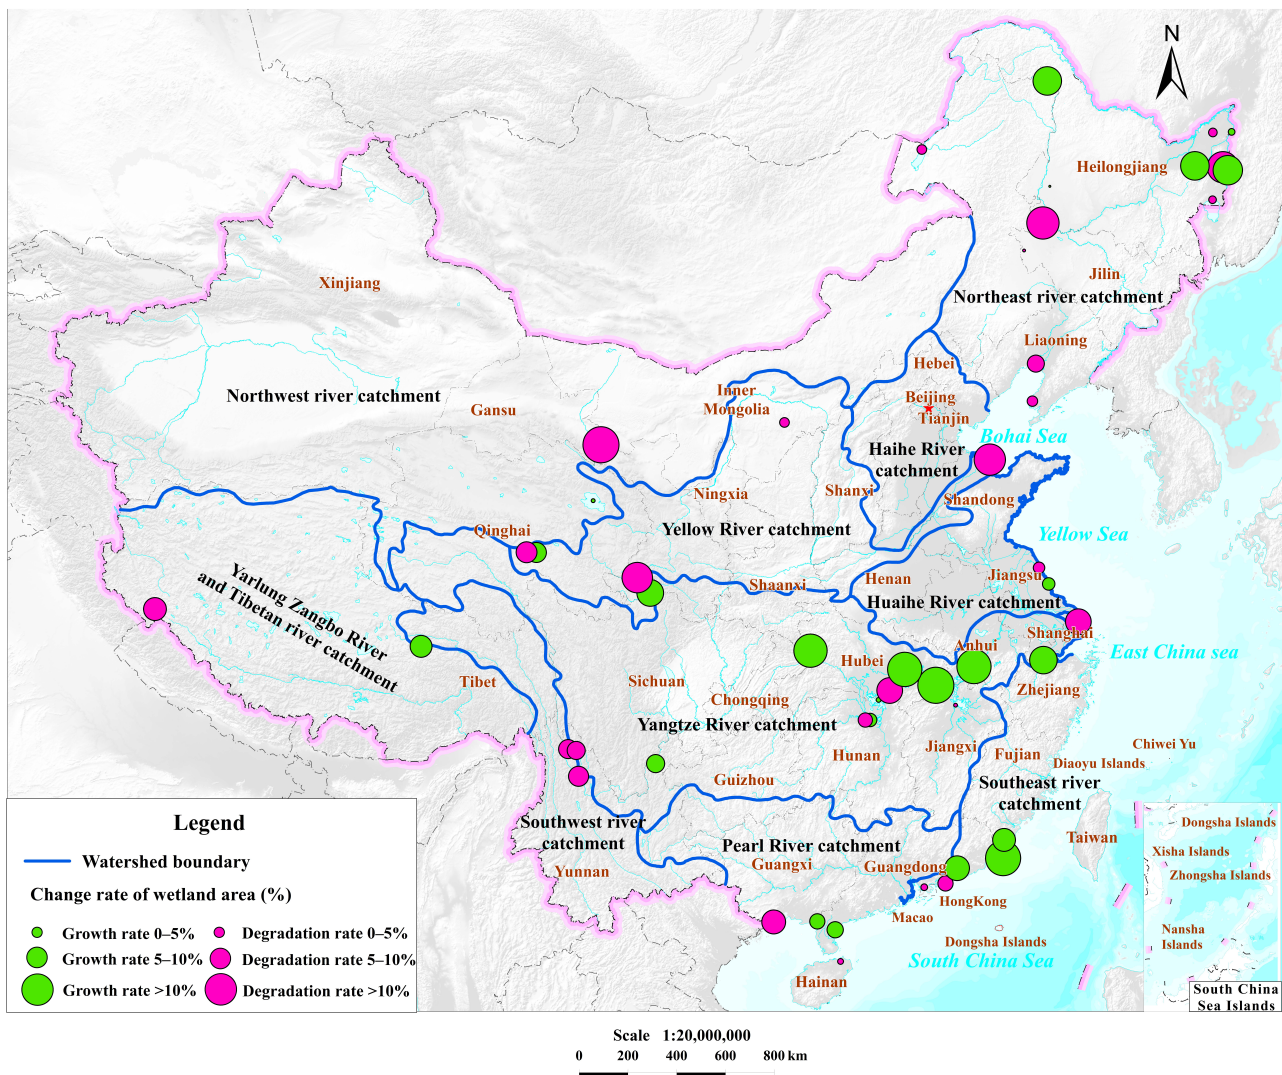 N
Heilongjiang
Xinjiang
Jilin
Northeast river catchment
Liaoning
Hebei
Northwest river catchment
Gansu
Inner
Mongolia
Beijing
Tianjin
Bohai Sea
Haihe River
catchment
Ningxia
Shanxi
Shandong
Qinghai
Yellow River catchment
Yellow Sea
Yarlung Zangbo River
and Tibetan river catchment
Shaanxi
Henan
Jiangsu
Huaihe River catchment
Shanghai
Anhui
East China sea
Hubei
Tibet
Sichuan
Chongqing
Zhejiang
Yangtze River catchment
Hunan
Jiangxi
Fujian
Chiwei Yu
Diaoyu Islands
Guizhou
Southeast river
catchment
Southwest river
catchment
Pearl River catchment
Taiwan
Yunnan
Guangxi
Guangdong
HongKong
Macao
Dongsha Islands
South China Sea
Hainan
Legend
Watershed boundary
Change rate of wetland area (%)
Growth rate 0–5%
Degradation rate 0–5%
Growth rate 5–10%
Degradation rate 5–10%
Growth rate >10%
Degradation rate >10%
Dongsha Islands
Xisha Islands
Zhongsha Islands
Nansha
Islands
South China
Sea Islands
Scale 1:20,000,000
0 200 400 600 800 km